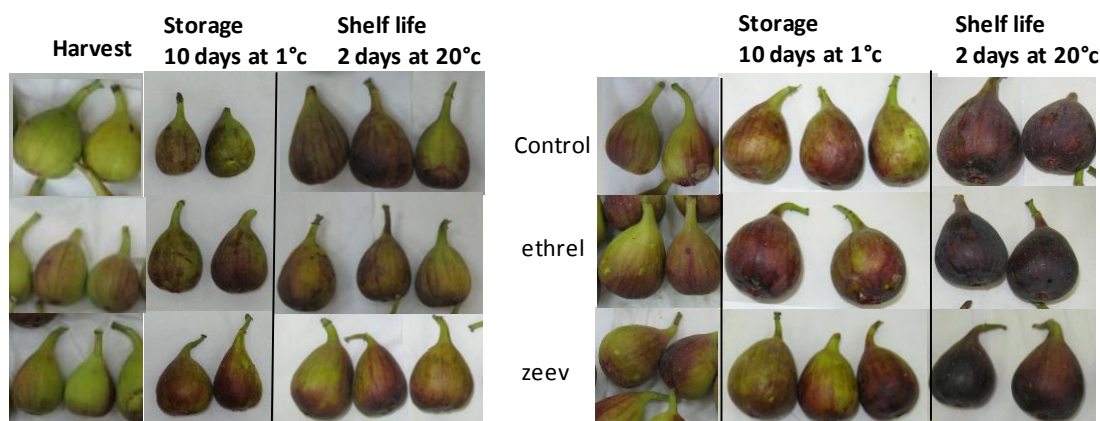 Harvest
Storage
10 days at 1°c
Shelf life
2 days at 20°c
Storage
10 days at 1°c
Shelf life
2 days at 20°c
Control
ethrel
zeev